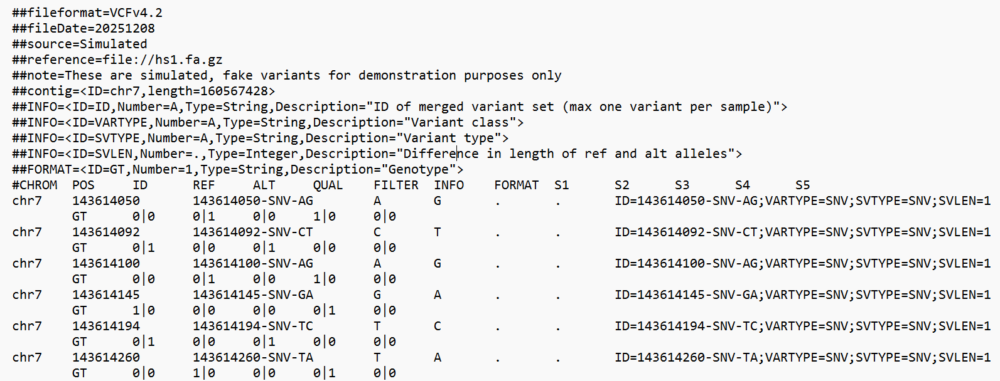 ##fileformat=VCFv4.2
##fileDate=20251208
##source=Simulated
##reference=file://hs1.fa.gz
##note=These are simulated, fake variants for demonstration purposes only
##contig=<ID=chr7,length=160567428>
##INFO=<ID=ID,Number=A,Type=String,Description="ID of merged variant set (max one variant per sample)">
##INFO=<ID=VARTYPE,Number=A,Type=String,Description="Variant class">
##INFO=<ID=SVTYPE,Number=A,Type=String,Description="Variant type">
##INFO=<ID=SVLEN,Number=.,Type=Integer,Description="Difference in length of ref and alt alleles">
##FORMAT=<ID=GT,Number=1,Type=String,Description="Genotype">
#CHROM	POS	ID	REF	ALT	QUAL	FILTER	INFO	FORMAT	S1	S2	S3	S4	S5
chr7	143614050	143614050-SNV-AG	A	G	.	.	ID=143614050-SNV-AG;VARTYPE=SNV;SVTYPE=SNV;SVLEN=1
	GT	0|0	0|1	0|0	1|0	0|0
chr7	143614092	143614092-SNV-CT	C	T	.	.	ID=143614092-SNV-CT;VARTYPE=SNV;SVTYPE=SNV;SVLEN=1
	GT	0|1	0|0	0|1	0|0	0|0
chr7	143614100	143614100-SNV-AG	A	G	.	.	ID=143614100-SNV-AG;VARTYPE=SNV;SVTYPE=SNV;SVLEN=1
	GT	0|0	0|1	0|0	1|0	0|0
chr7	143614145	143614145-SNV-GA	G	A	.	.	ID=143614145-SNV-GA;VARTYPE=SNV;SVTYPE=SNV;SVLEN=1
	GT	1|0	0|0	0|0	0|1	0|0
chr7	143614194	143614194-SNV-TC	T	C	.	.	ID=143614194-SNV-TC;VARTYPE=SNV;SVTYPE=SNV;SVLEN=1
	GT	0|1	0|0	0|1	0|0	0|0
chr7	143614260	143614260-SNV-TA	T	A	.	.	ID=143614260-SNV-TA;VARTYPE=SNV;SVTYPE=SNV;SVLEN=1
	GT	0|0	1|0	0|0	0|1	0|0